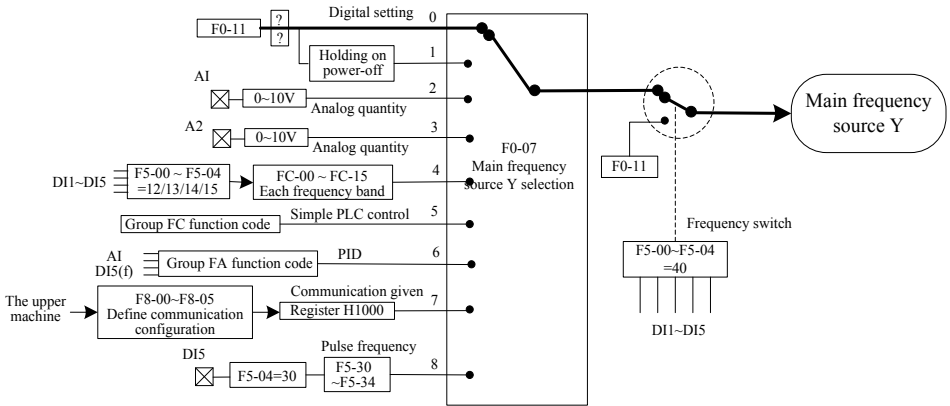 Digital setting 0
F0-11
?
?
Holding on
power-off
1
AI
0~10V
Analog quantity
2
A2
0~10V
Analog quantity
3
DI1~DI5
F5-00 ~ F5-04
=12/13/14/15
FC-00 ~ FC-15
Each frequency band
4
Group FC function code
Simple PLC control
5
AI
DI5(f)
Group FA function code
PID
6
The upper
machine
F8-00~F8-05
Define communication
configuration
Communication given
Register H1000
7
DI5
F5-04=30
Pulse frequency
F5-30
~F5-34
8
F0-07
Main frequency
source Y selection
F0-11
Frequency switch
F5-00~F5-04
=40
DI1~DI5
Main frequency
source Y